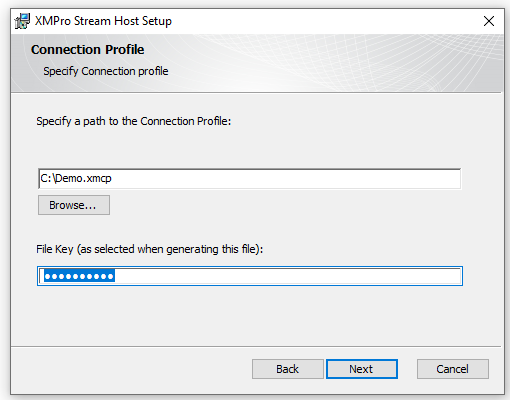 XMPro Stream Host Setup
Connection Profile
Specify Connection profile
Specify a path to the Connection Profile:
C:\Demo.xmcp
Browse...
File Key (as selected when generating this file):
●●●●●●●●●●
Back
Next
Cancel